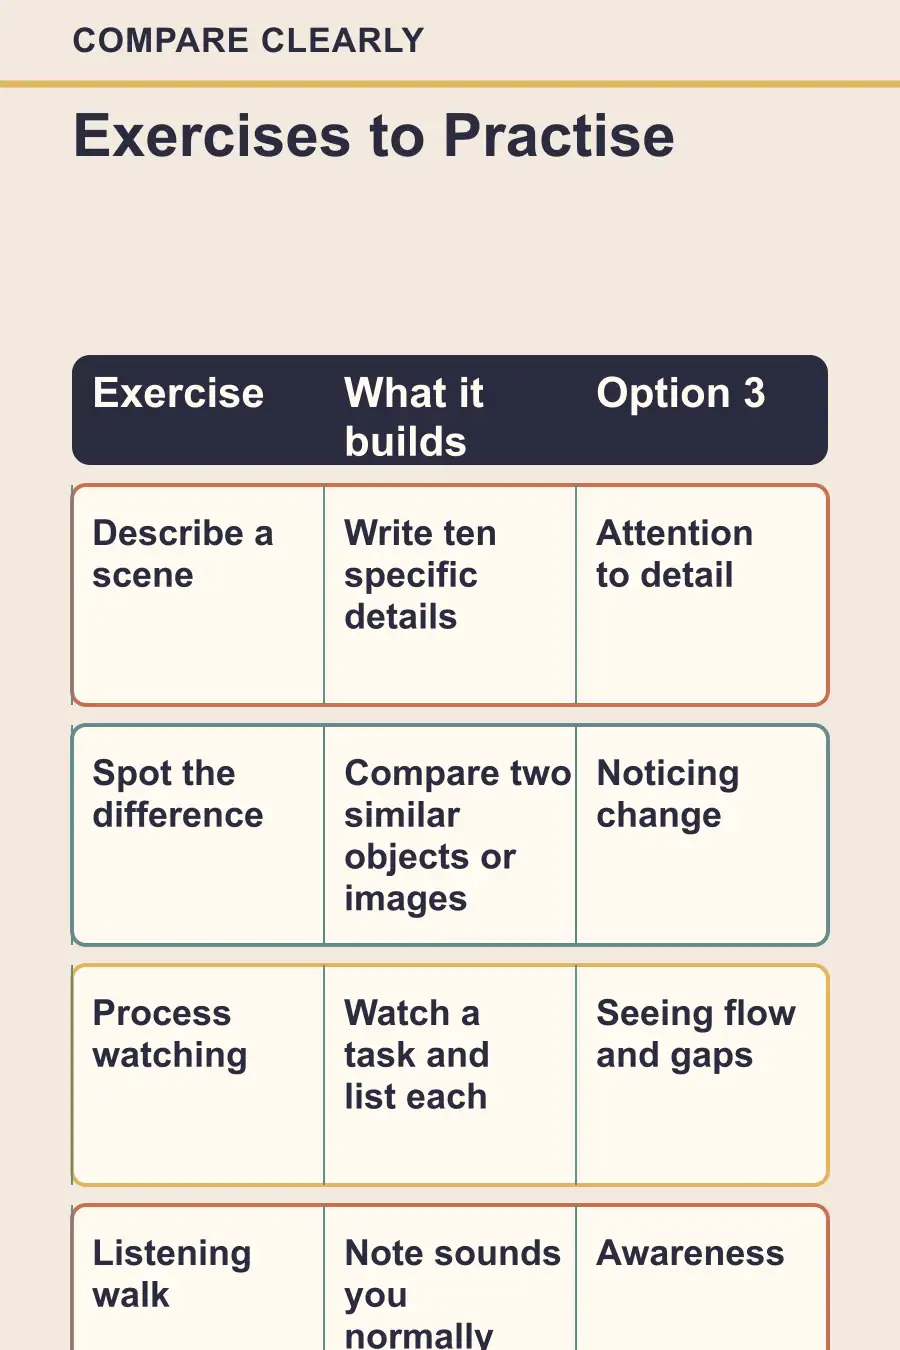 COMPARE CLEARLY
Exercises to Practise
Exercise
What it
builds
Option 3
Describe a
scene
Write ten
specific
details
Attention
to detail
Spot the
difference
Compare two
similar
objects or
images
Noticing
change
Process
watching
Watch a
task and
list each
Seeing flow
and gaps
Listening
walk
Note sounds
you
normally
Awareness